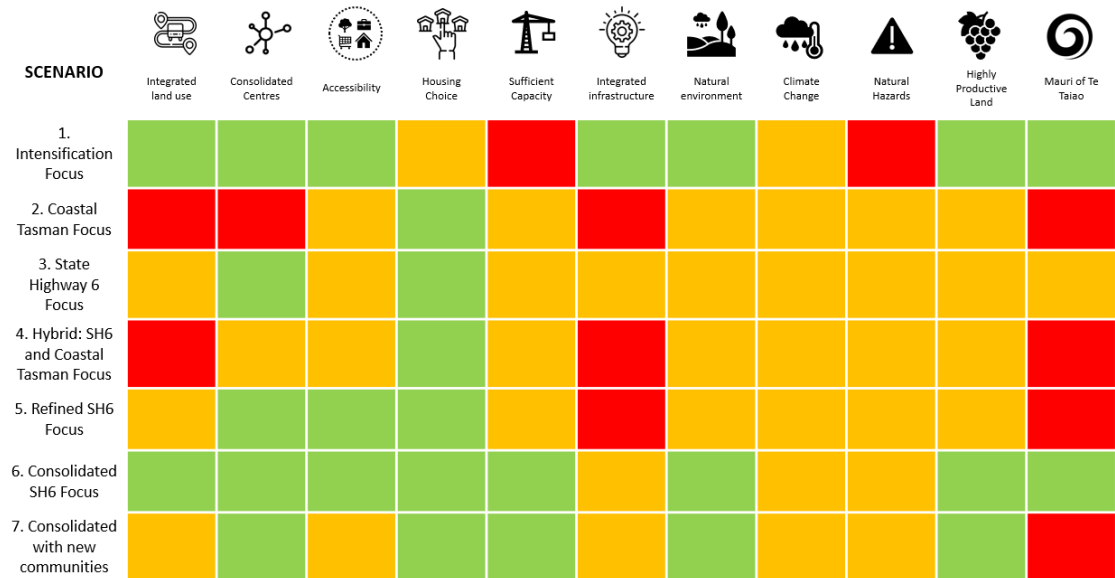 SCENARIO
Integrated
land use
Consolidated
Centres
Accessibility
Housing
Choice
Sufficient
Capacity
Integrated
infrastructure
Natural
environment
Climate
Change
Natural
Hazards
Highly
Productive
Land
Mauri of Te
Taiao
1.
Intensification
Focus
2. Coastal
Tasman Focus
3. State
Highway 6
Focus
4. Hybrid: SH6
and Coastal
Tasman Focus
5. Refined SH6
Focus
6. Consolidated
SH6 Focus
7. Consolidated
with new
communities